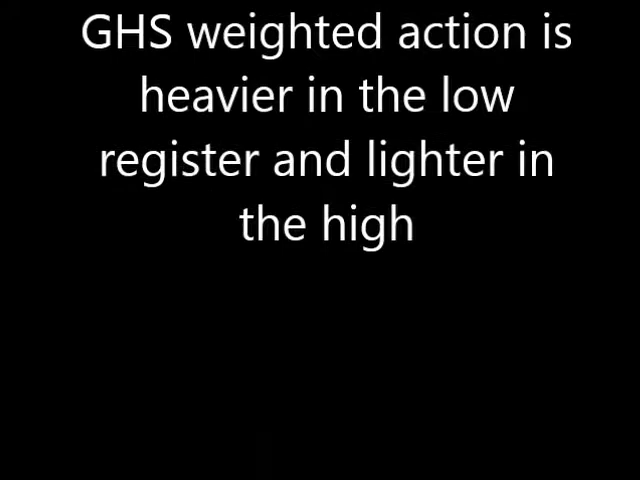 GHS weighted action is
heavier in the low
register and lighter in
the high